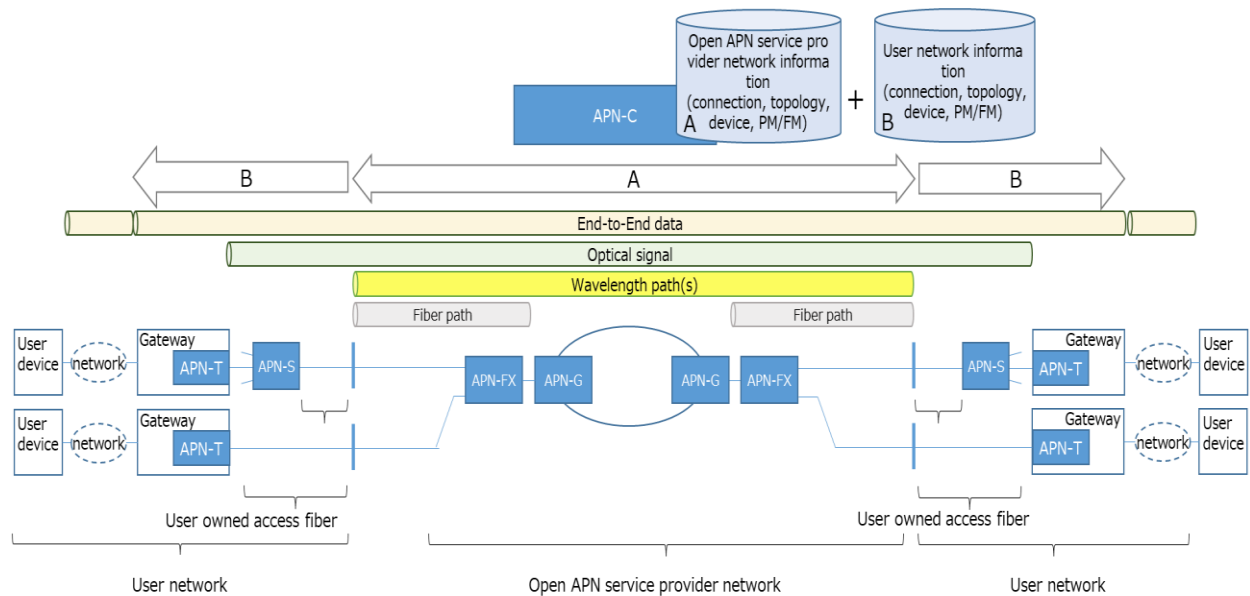 Open APN service pro
vider network informa
tion
(connection, topology,
device, PM/FM)
A
+
User network informa
tion
(connection, topology,
device, PM/FM)
B
APN-C
B
A
B
End-to-End data
Optical signal
Wavelength path(s)
Fiber path
Fiber path
User
device
network
Gateway
APN-T
APN-S
APN-FX
APN-G
APN-G
APN-FX
APN-S
Gateway
APN-T
network
User
device
User
device
network
Gateway
APN-T
Gateway
APN-T
network
User
device
User owned access fiber
User owned access fiber
User network
Open APN service provider network
User network